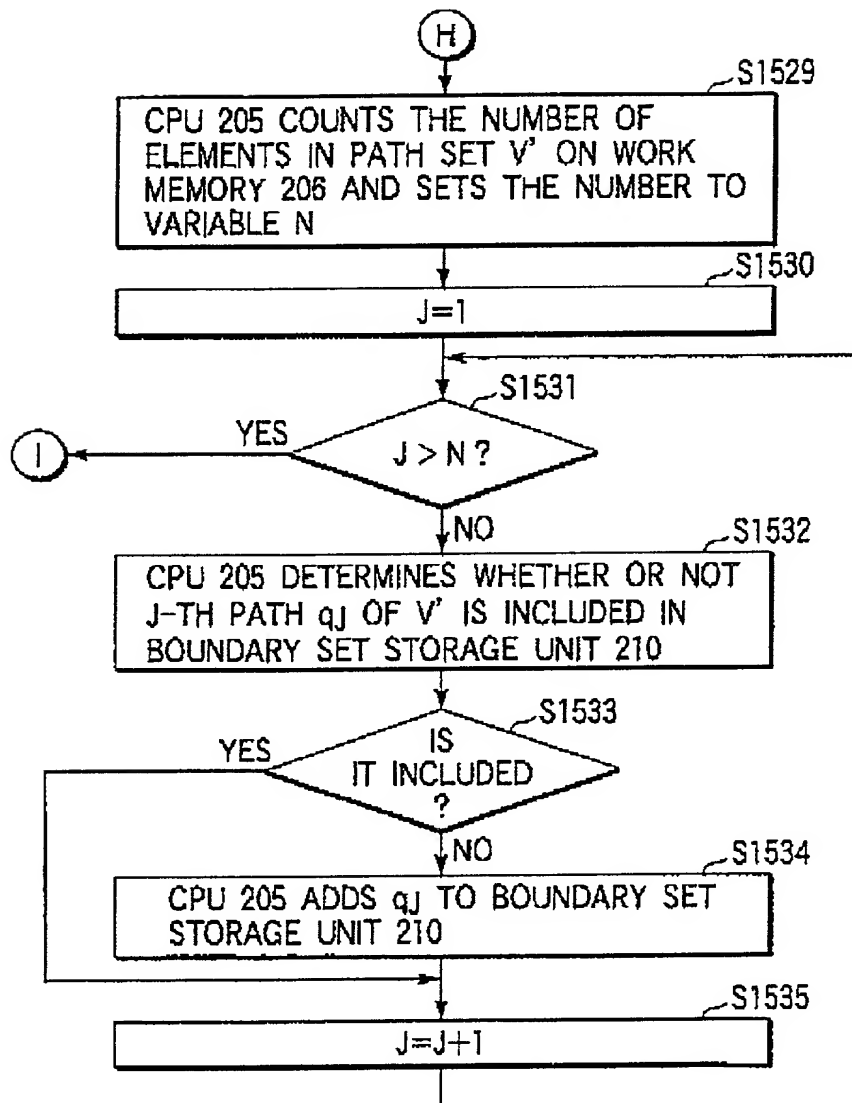 H
S1529
CPU 205 COUNTS THE NUMBER OF
ELEMENTS IN PATH SET V' ON WORK
MEMORY 206 AND SETS THE NUMBER TO
VARIABLE N
S1530
J=1
S1531
YES
I
J > N ?
NO
S1532
CPU 205 DETERMINES WHETHER OR NOT
J-TH PATH qJ OF V' IS INCLUDED IN
BOUNDARY SET STORAGE UNIT 210
S1533
YES
IS
IT INCLUDED
?
NO
S1534
CPU 205 ADDS qJ TO BOUNDARY SET
STORAGE UNIT 210
S1535
J=J+1